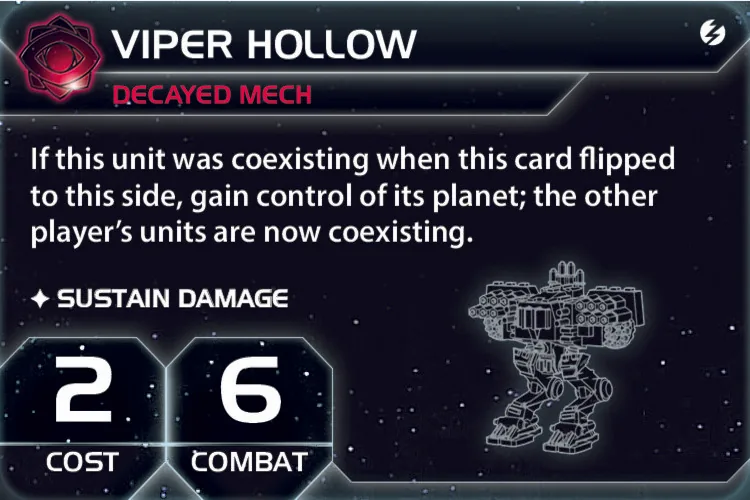 VIPER HOLLOW
DECAYED MECH
If this unit was coexisting when this card flipped
to this side, gain control of its planet; the other
player's units are now coexisting.
SUSTAIN DAMAGE
2
COST
6
COMBAT